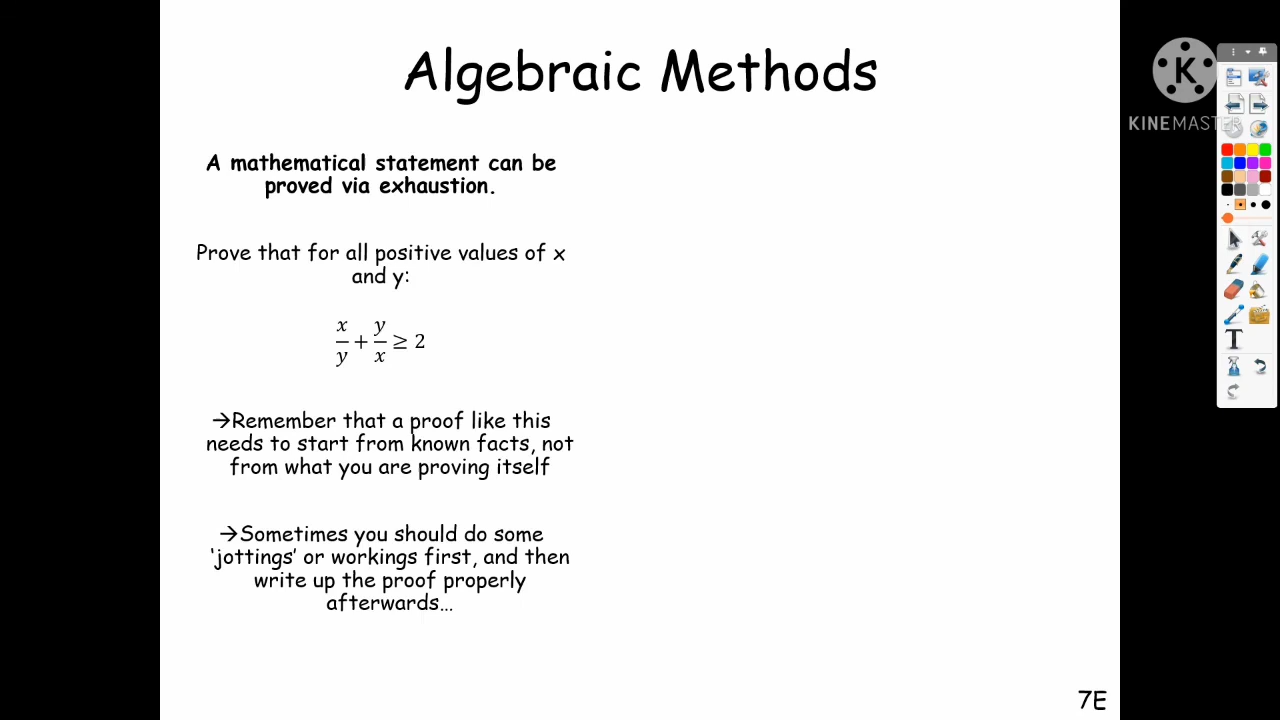 Algebraic Methods
A mathematical statement can be
proved via exhaustion.
Prove that for all positive values of x
and y:
x/y + y/x ≥ 2
→Remember that a proof like this
needs to start from known facts, not
from what you are proving itself
→Sometimes you should do some
‘jottings’ or workings first, and then
write up the proof properly
afterwards…
7E
K
KINEMASTER
T